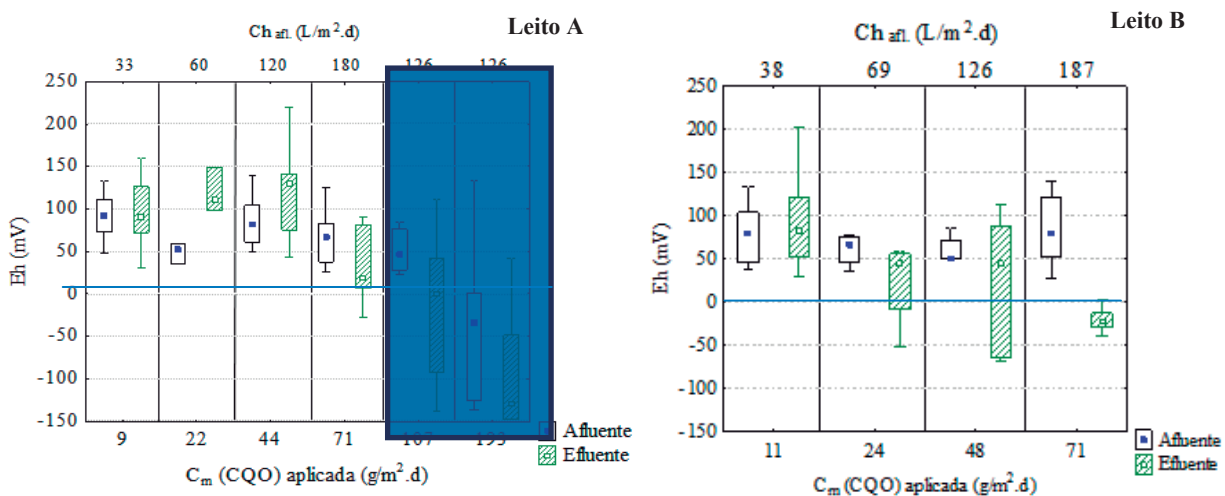 Leito A
Ch afl. (L/m².d)
33 60 120 180 126 126
250
200
150
100
50
0
-50
-100
-150
Eh (mV)
9 22 44 71 107
C m (CQO) aplicada (g/m².d)
Afluente
Efluente
Leito B
Ch afl. (L/m².d)
38 69 126 187
250
200
150
100
50
0
-50
-100
-150
Eh (mV)
11 24 48 71
C m (CQO) aplicada (g/m².d)
Afluente
Efluente